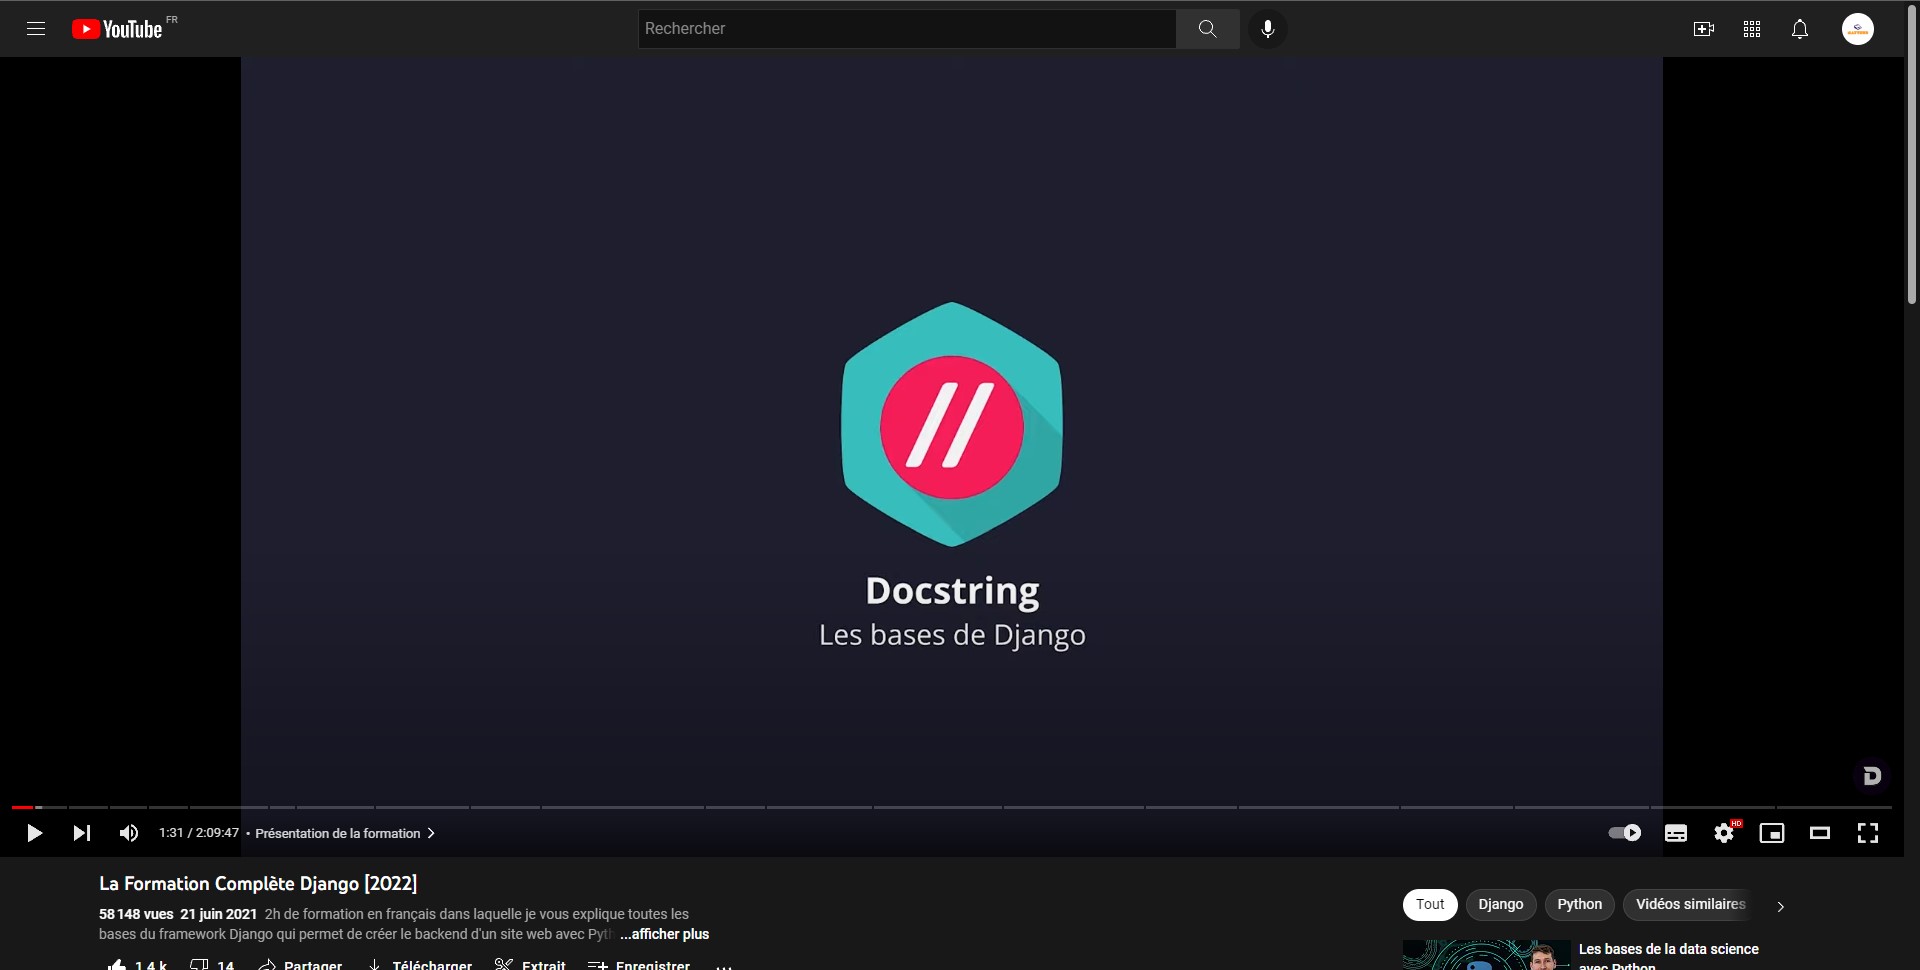 YouTube FR
Rechercher
//
Docstring
Les bases de Django
D
1:31 / 2:09:47 • Présentation de la formation
HD
La Formation Complète Django [2022]
58 148 vues 21 juin 2021 2h de formation en français dans laquelle je vous explique toutes les
bases du framework Django qui permet de créer le backend d'un site web avec Pyth ...afficher plus
1,4 k 14 Partager Télécharger Extrait Enregistrer ...
Tout Django Python Vidéos similaires
Les bases de la data science
avec Python